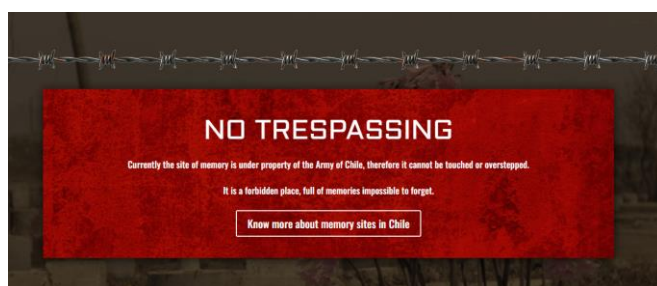 NO TRESPASSING
Currently the site of memory is under property of the Army of Chile, therefore it cannot be touched or overstepped.
It is a forbidden place, full of memories impossible to forget.
Know more about memory sites in Chile